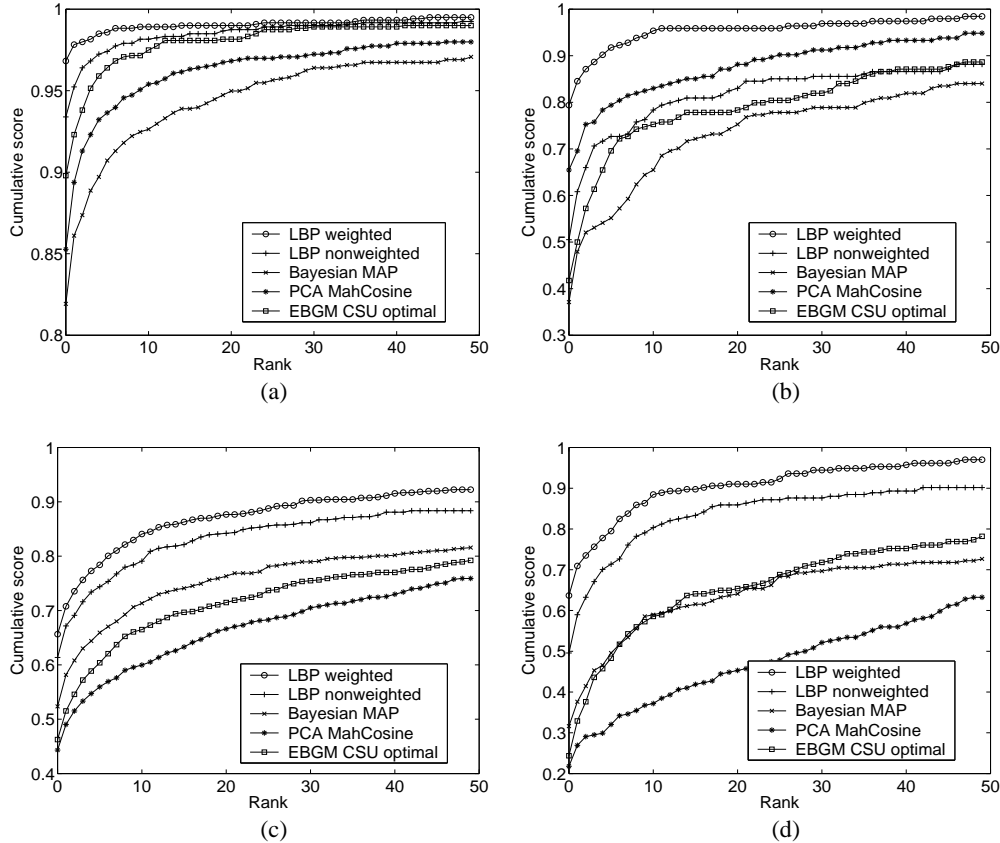 1
0.95
0.9
0.85
0.8
Cumulative score
0 10 20 30 40 50
Rank
LBP weighted
LBP nonweighted
Bayesian MAP
PCA MahCosine
EBGM CSU optimal
(a)
1
0.9
0.8
0.7
0.6
0.5
0.4
0.3
Cumulative score
0 10 20 30 40 50
Rank
LBP weighted
LBP nonweighted
Bayesian MAP
PCA MahCosine
EBGM CSU optimal
(b)
1
0.9
0.8
0.7
0.6
0.5
0.4
Cumulative score
0 10 20 30 40 50
Rank
LBP weighted
LBP nonweighted
Bayesian MAP
PCA MahCosine
EBGM CSU optimal
(c)
1
0.9
0.8
0.7
0.6
0.5
0.4
0.3
0.2
Cumulative score
0 10 20 30 40 50
Rank
LBP weighted
LBP nonweighted
Bayesian MAP
PCA MahCosine
EBGM CSU optimal
(d)